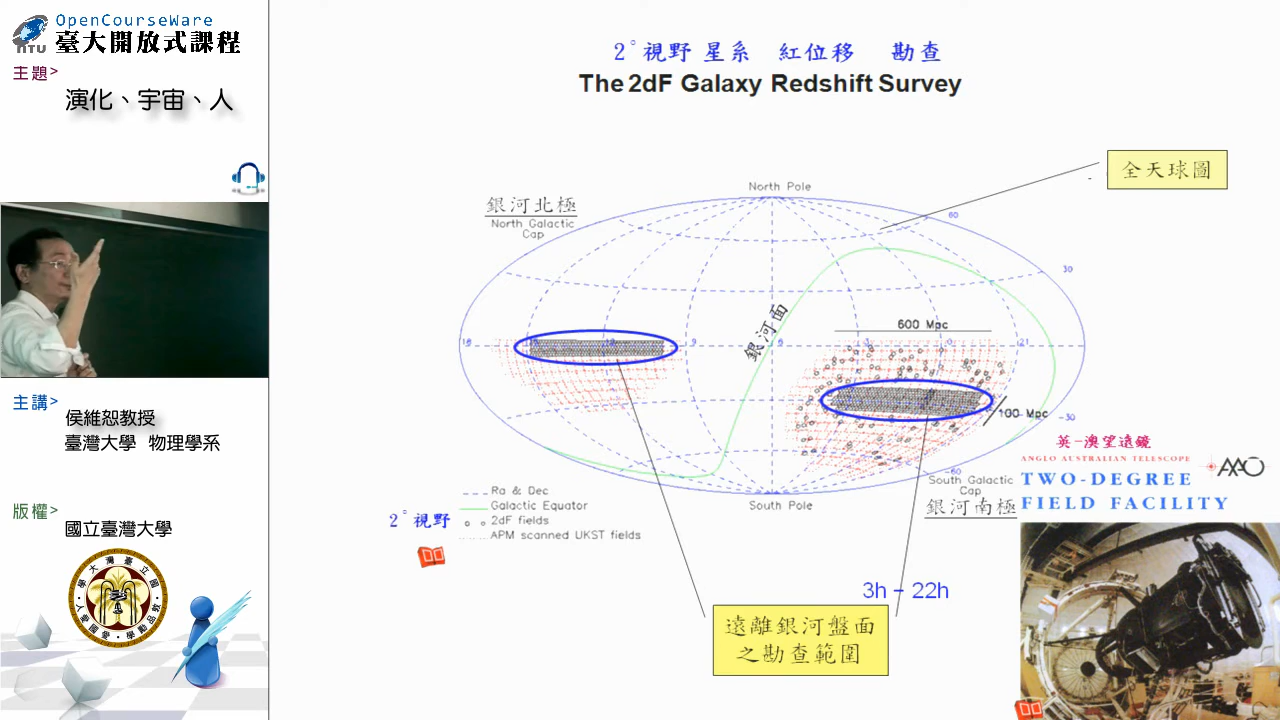 OpenCourseWare
NTU 臺大開放式課程
主題>
演化、宇宙、人
主講>
侯維恕教授
臺灣大學 物理學系
版權>
國立臺灣大學
2°視野 星系 紅位移 勘查
The 2dF Galaxy Redshift Survey
全天球圖
North Pole
銀河北極
North Galactic
Cap
60
30
銀河面
600 Mpc
18
9
6
3
0
21
100 Mpc
-30
-60
South Galactic
Cap
銀河南極
South Pole
Ra & Dec
Galactic Equator
2°視野
2dF fields
APM scanned UKST fields
3h – 22h
遠離銀河盤面
之勘查範圍
英-澳望遠鏡
ANGLO AUSTRALIAN TELESCOPE
TWO-DEGREE
FIELD FACILITY
AAO